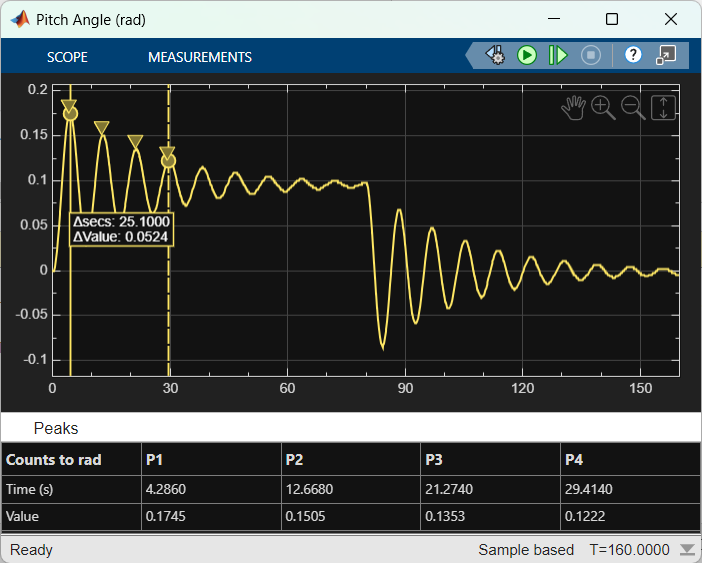 Pitch Angle (rad)
SCOPE MEASUREMENTS
0.2
0.15
0.1
0.05
0
-0.05
-0.1
Δsecs: 25.1000
ΔValue: 0.0524
0 30 60 90 120 150
Peaks
Counts to rad P1 P2 P3 P4
Time (s) 4.2860 12.6680 21.2740 29.4140
Value 0.1745 0.1505 0.1353 0.1222
Ready Sample based T=160.0000